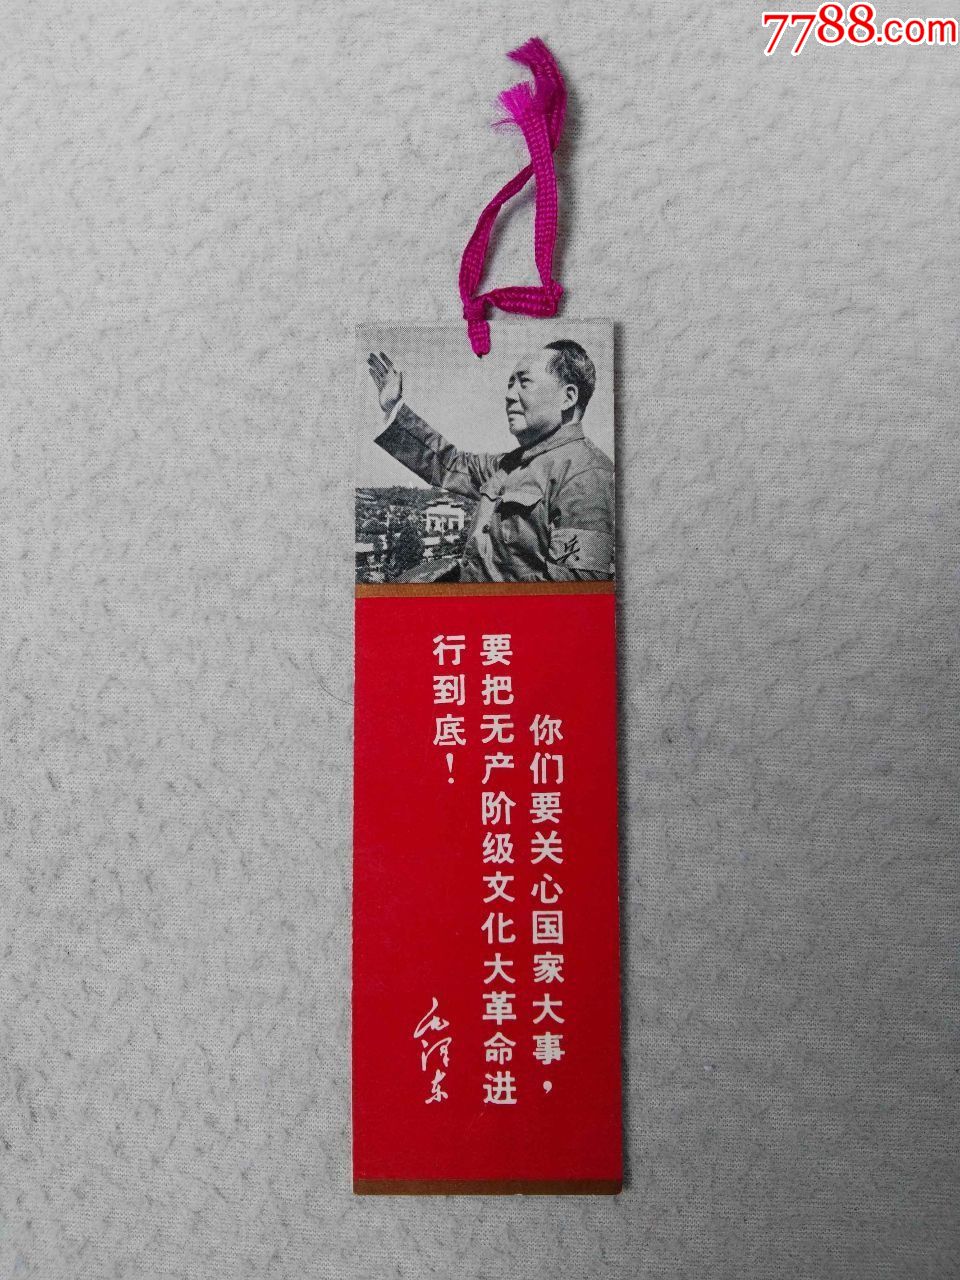 7788.com
兵
你们要关心国家大事，
要把无产阶级文化大革命进
行到底！
毛泽东